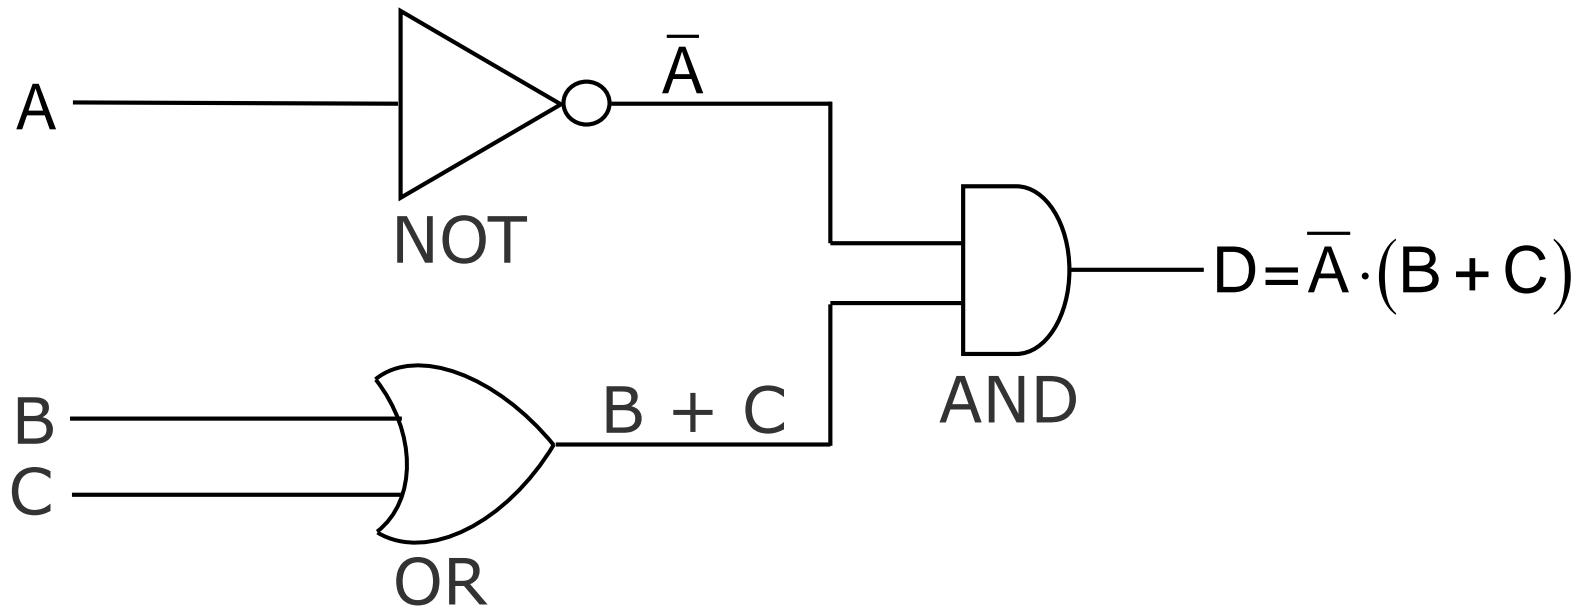 A
A̅
NOT
D=A̅·(B+C)
AND
B
B + C
C
OR